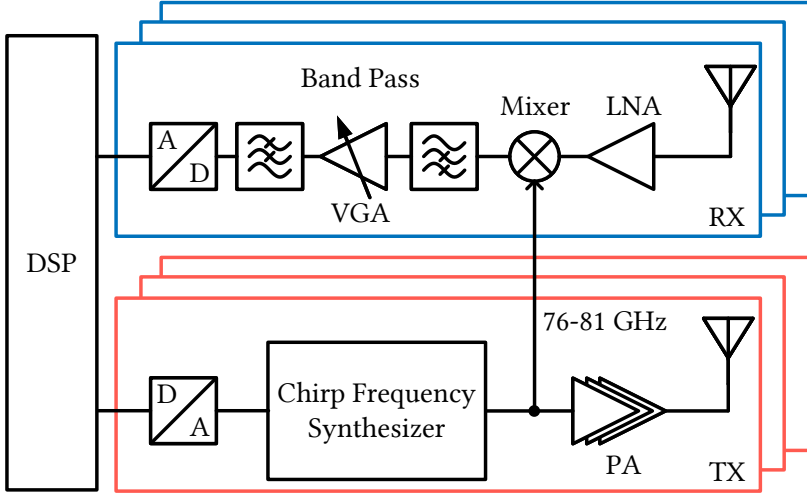 Band Pass
Mixer
LNA
A
D
VGA
RX
DSP
76-81 GHz
D
A
Chirp Frequency
Synthesizer
PA
TX